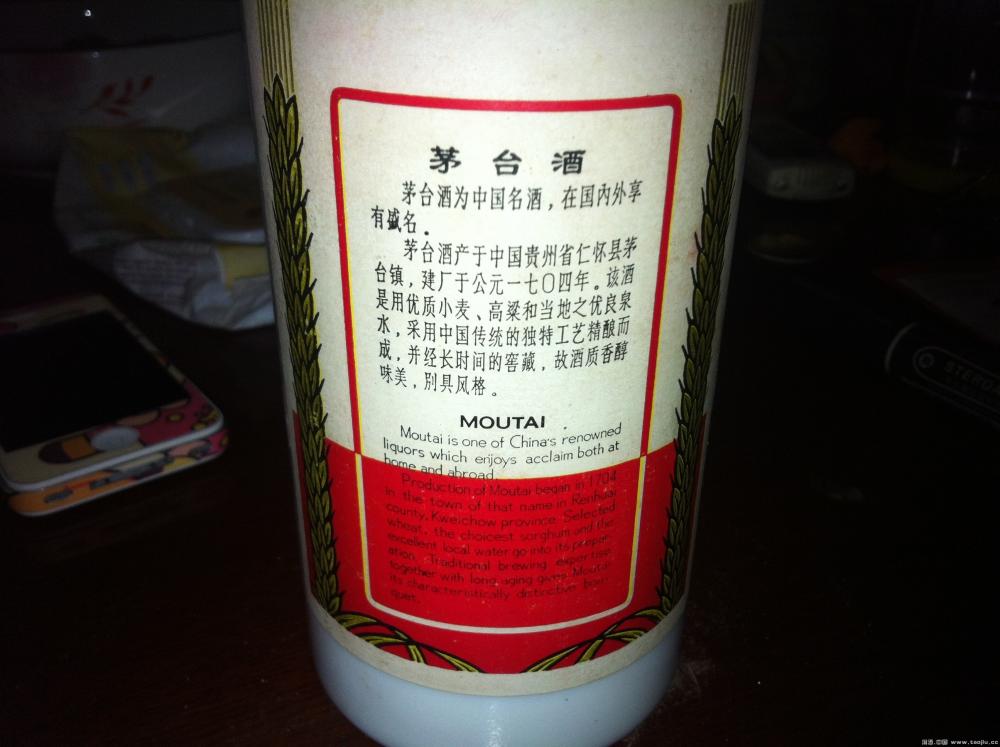 茅台酒
茅台酒为中国名酒，在国内外享
有盛名。
茅台酒产于中国贵州省仁怀县茅
台镇，建厂于公元一七〇四年。该酒
是用优质小麦、高粱和当地之优良泉
水，采用中国传统的独特工艺精酿而
成，并经长时间的窖藏，故酒质香醇
味美，别具风格。
MOUTAI
Moutai is one of China's renowned
liquors which enjoys acclaim both at
home and abroad.
Production of Moutai began in 1704
in the town of that name in Renhuai
county, Kweichow province. Selected
wheat, the choicest sorghum and the
excellent local water go into its prepar-
ation. Traditional brewing expertise
together with long aging gives Moutai
its characteristically distinctive bou-
quet.
www.taojiu.cc